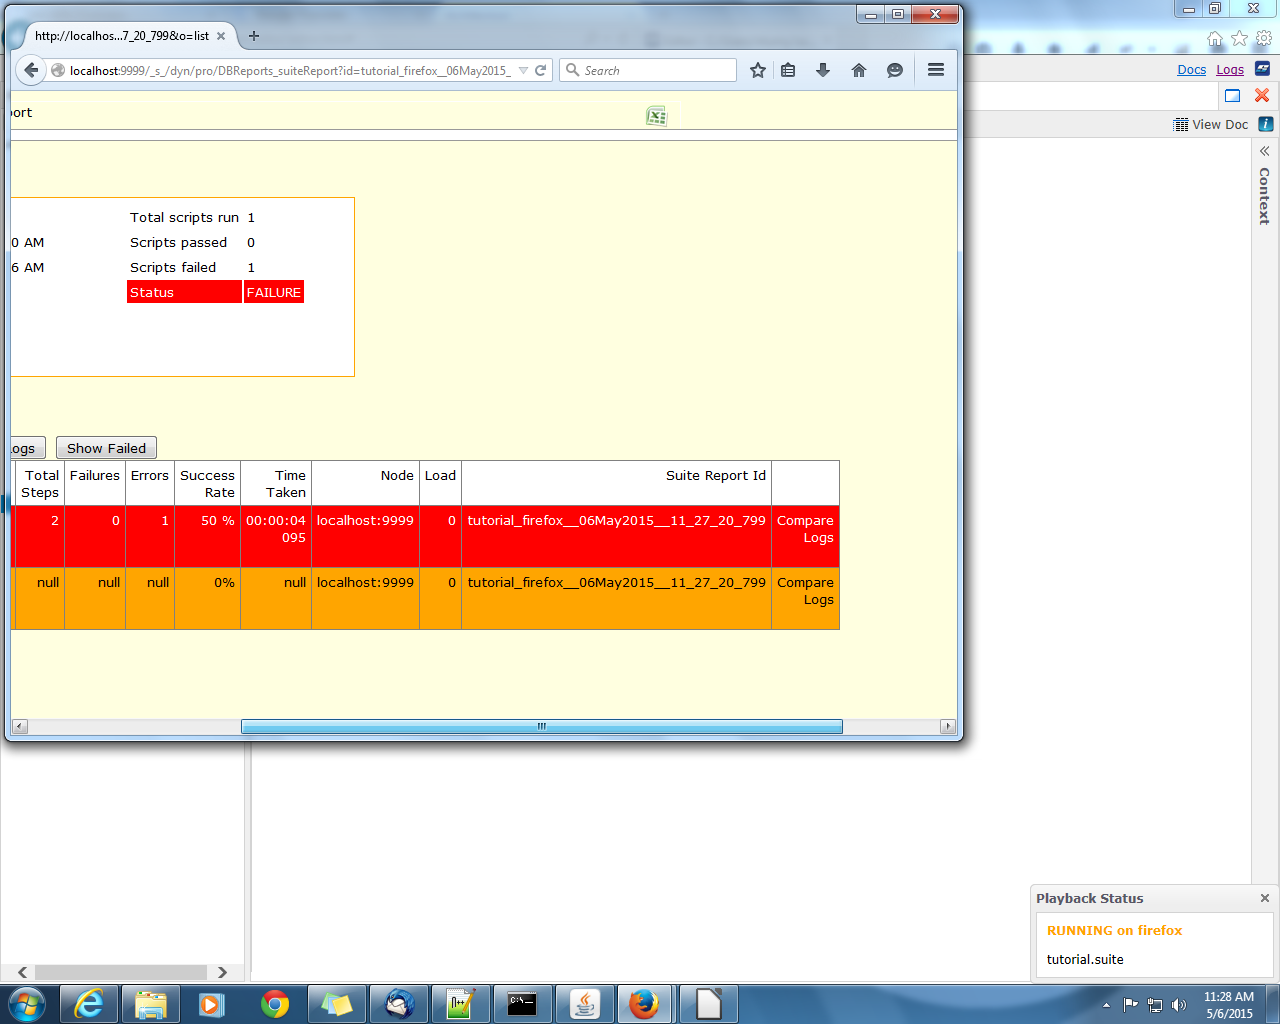 http://localhos...7_20_799&o=list
localhost:9999/_s_/dyn/pro/DBReports_suiteReport?id=tutorial_firefox__06May2015_
Search
Docs Logs
View Doc
Context
ort
Total scripts run 1
0 AM Scripts passed 0
6 AM Scripts failed 1
Status FAILURE
ogs Show Failed
Total Steps Failures Errors Success Rate Time Taken Node Load Suite Report Id
2 0 1 50 % 00:00:04 095 localhost:9999 0 tutorial_firefox__06May2015__11_27_20_799 Compare Logs
null null null 0% null localhost:9999 0 tutorial_firefox__06May2015__11_27_20_799 Compare Logs
Playback Status
RUNNING on firefox
tutorial.suite
11:28 AM
5/6/2015